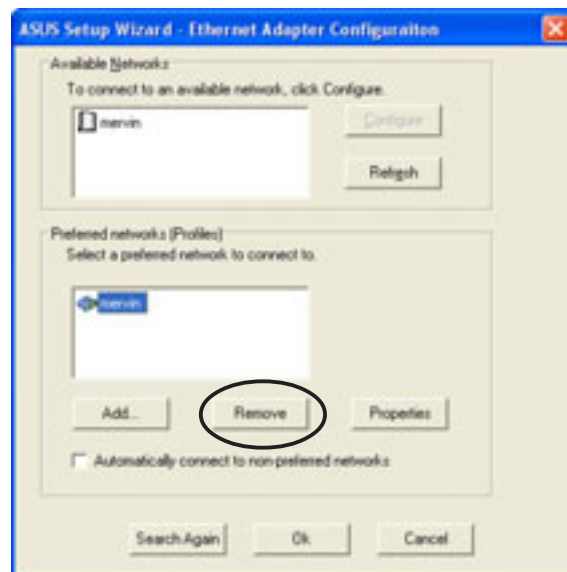 ASUS Setup Wizard - Ethernet Adapter Configuraiton
Available Networks
To connect to an available network, click Configure.
mervin
Configure
Refresh
Preferred networks (Profiles)
Select a preferred network to connect to.
mervin
Add... Remove Properties
Automatically connect to non-preferred networks
Search Again Ok Cancel